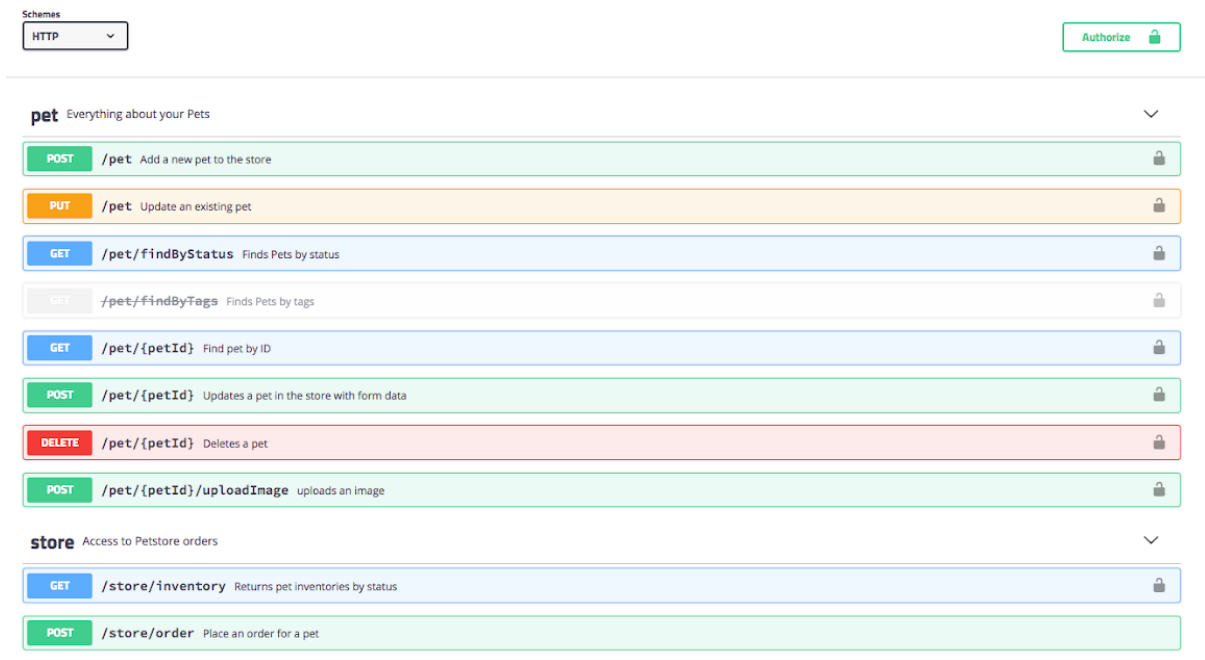 Schemes
HTTP
Authorize
pet Everything about your Pets
POST /pet Add a new pet to the store
PUT /pet Update an existing pet
GET /pet/findByStatus Finds Pets by status
GET /pet/findByTags Finds Pets by tags
GET /pet/{petId} Find pet by ID
POST /pet/{petId} Updates a pet in the store with form data
DELETE /pet/{petId} Deletes a pet
POST /pet/{petId}/uploadImage uploads an image
store Access to Petstore orders
GET /store/inventory Returns pet inventories by status
POST /store/order Place an order for a pet